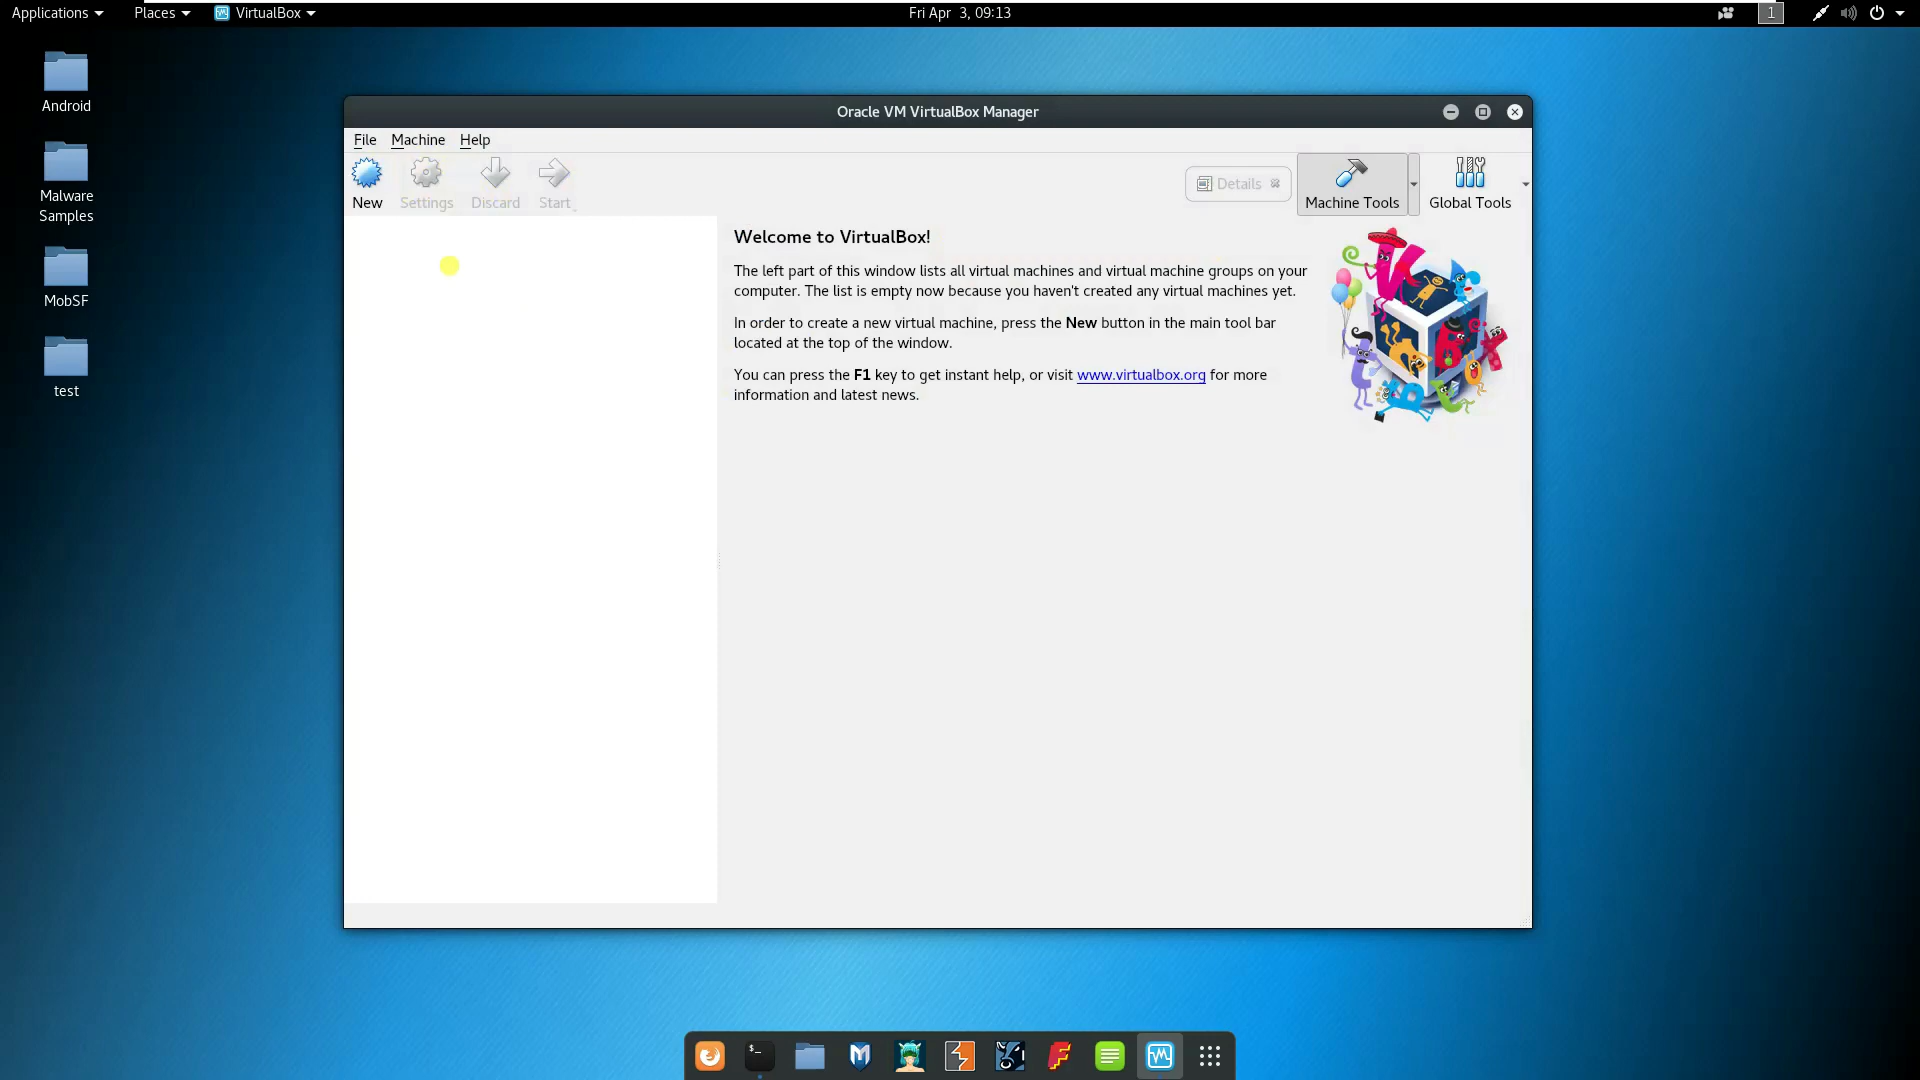 Applications
Places
VirtualBox
Fri Apr 3, 09:13
1
Android
Malware
Samples
MobSF
test
Oracle VM VirtualBox Manager
File
Machine
Help
New
Settings
Discard
Start
Details
Machine Tools
Global Tools
Welcome to VirtualBox!
The left part of this window lists all virtual machines and virtual machine groups on your
computer. The list is empty now because you haven't created any virtual machines yet.
In order to create a new virtual machine, press the New button in the main tool bar
located at the top of the window.
You can press the F1 key to get instant help, or visit www.virtualbox.org for more
information and latest news.